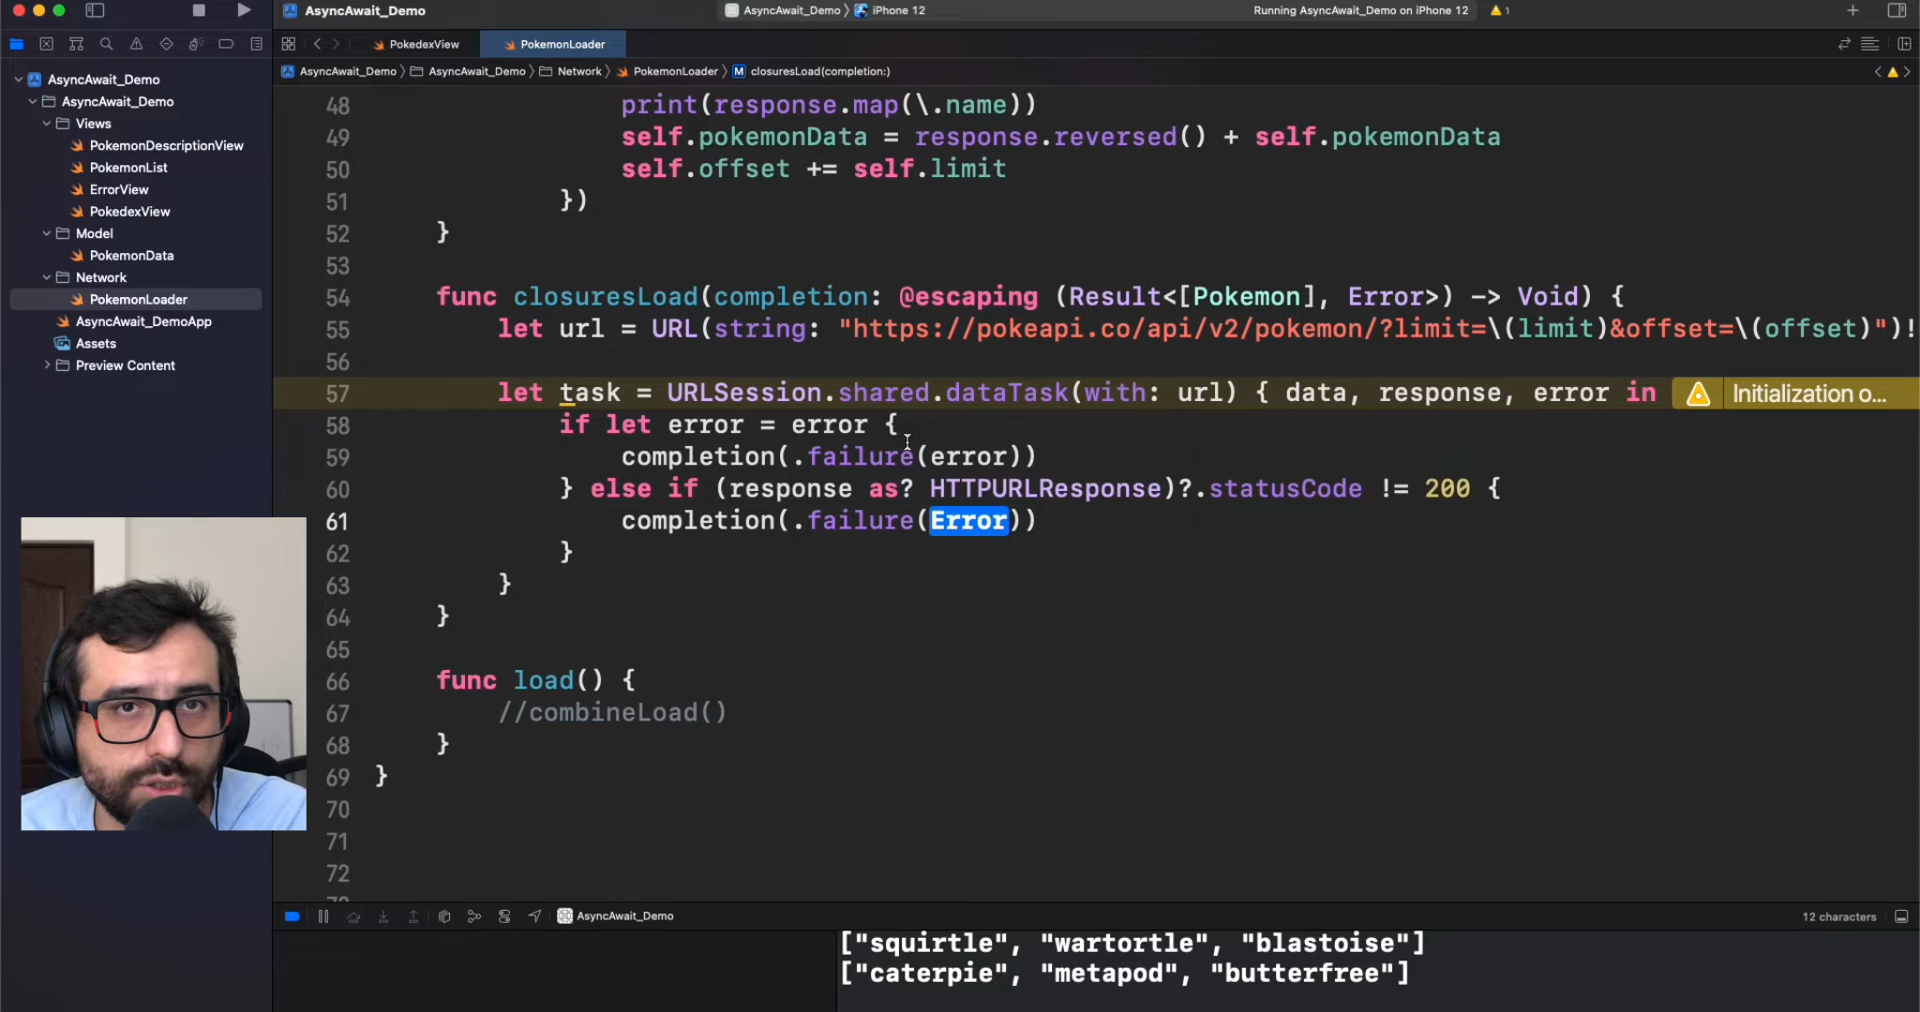 AsyncAwait_Demo
AsyncAwait_Demo
iPhone 12
Running AsyncAwait_Demo on iPhone 12
1
PokedexView
PokemonLoader
AsyncAwait_Demo
AsyncAwait_Demo
Network
PokemonLoader
M closuresLoad(completion:)
AsyncAwait_Demo
AsyncAwait_Demo
Views
PokemonDescriptionView
PokemonList
ErrorView
PokedexView
Model
PokemonData
Network
PokemonLoader
AsyncAwait_DemoApp
Assets
Preview Content
48 print(response.map(\.name))
49 self.pokemonData = response.reversed() + self.pokemonData
50 self.offset += self.limit
51 })
52 }
53
54 func closuresLoad(completion: @escaping (Result<[Pokemon], Error>) -> Void) {
55 let url = URL(string: "https://pokeapi.co/api/v2/pokemon/?limit=\(limit)&offset=\(offset)")!
56
57 let task = URLSession.shared.dataTask(with: url) { data, response, error in Initialization o...
58 if let error = error {
59 completion(.failure(error))
60 } else if (response as? HTTPURLResponse)?.statusCode != 200 {
61 completion(.failure(Error))
62 }
63 }
64 }
65
66 func load() {
67 //combineLoad()
68 }
69 }
70
71
72
AsyncAwait_Demo
12 characters
["squirtle", "wartortle", "blastoise"]
["caterpie", "metapod", "butterfree"]